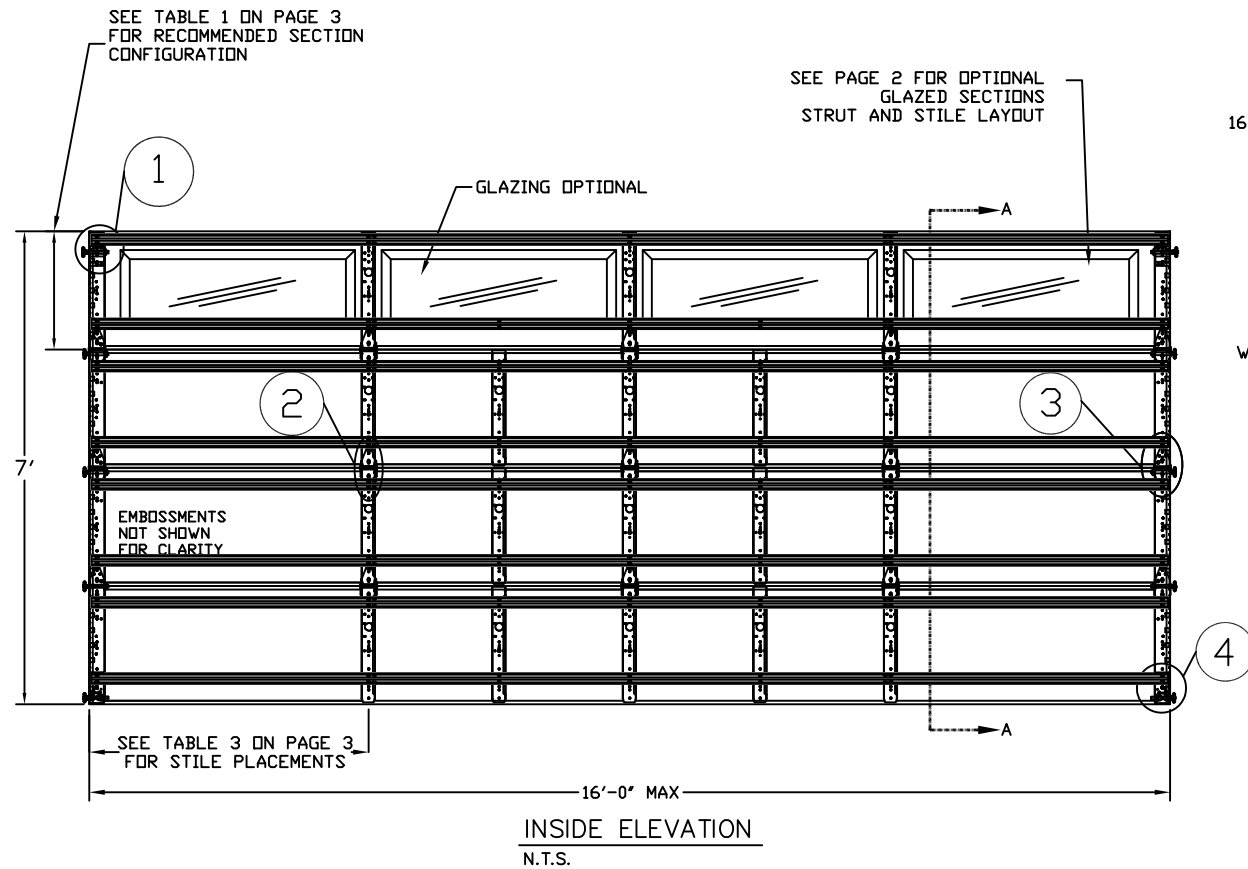 SEE TABLE 1 ON PAGE 3
FOR RECOMMENDED SECTION
CONFIGURATION
SEE PAGE 2 FOR OPTIONAL
GLAZED SECTIONS
STRUT AND STILE LAYOUT
16
1
GLAZING OPTIONAL
A
W
2
3
7'
EMBOSSMENTS
NOT SHOWN
FOR CLARITY
4
SEE TABLE 3 ON PAGE 3
FOR STILE PLACEMENTS
A
16'-0" MAX
INSIDE ELEVATION
N.T.S.